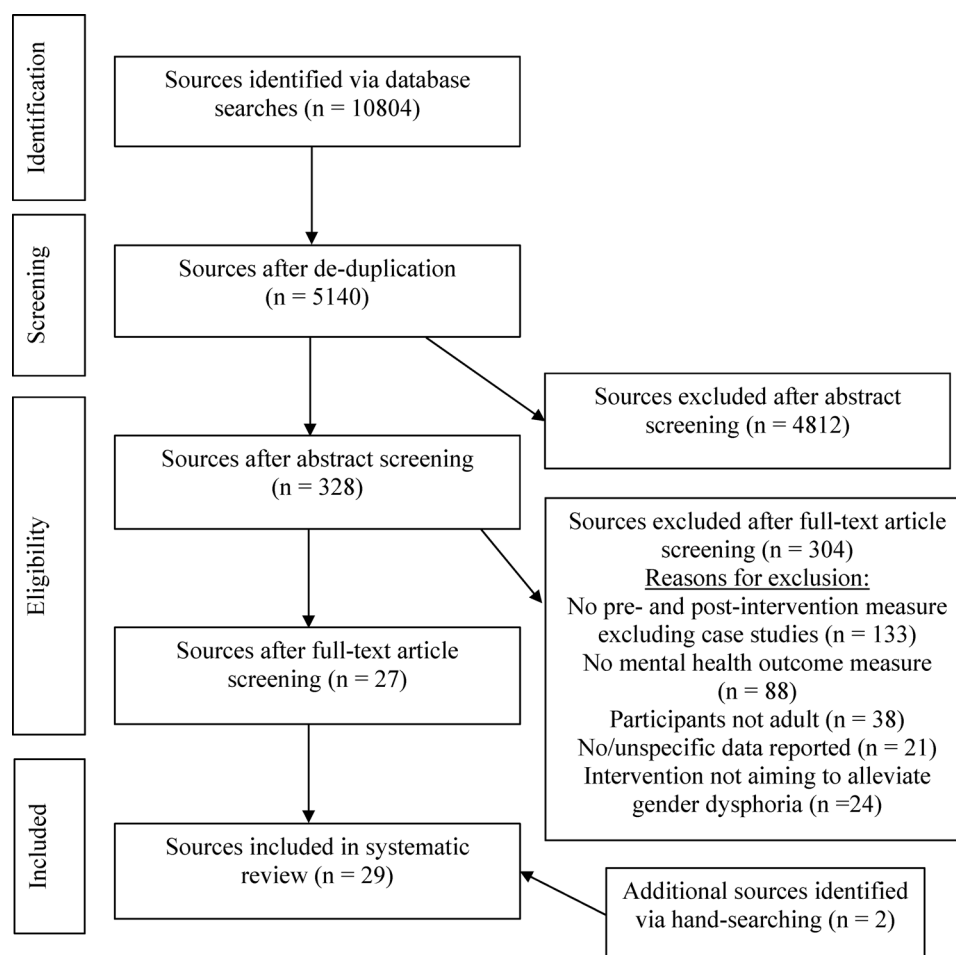 Identification
Sources identified via database
searches (n = 10804)
Screening
Sources after de-duplication
(n = 5140)
Sources excluded after abstract
screening (n = 4812)
Eligibility
Sources after abstract screening
(n = 328)
Sources excluded after full-text article
screening (n = 304)
Reasons for exclusion:
No pre- and post-intervention measure
excluding case studies (n = 133)
No mental health outcome measure
(n = 88)
Participants not adult (n = 38)
No/unspecific data reported (n = 21)
Intervention not aiming to alleviate
gender dysphoria (n =24)
Sources after full-text article
screening (n = 27)
Included
Sources included in systematic
review (n = 29)
Additional sources identified
via hand-searching (n = 2)